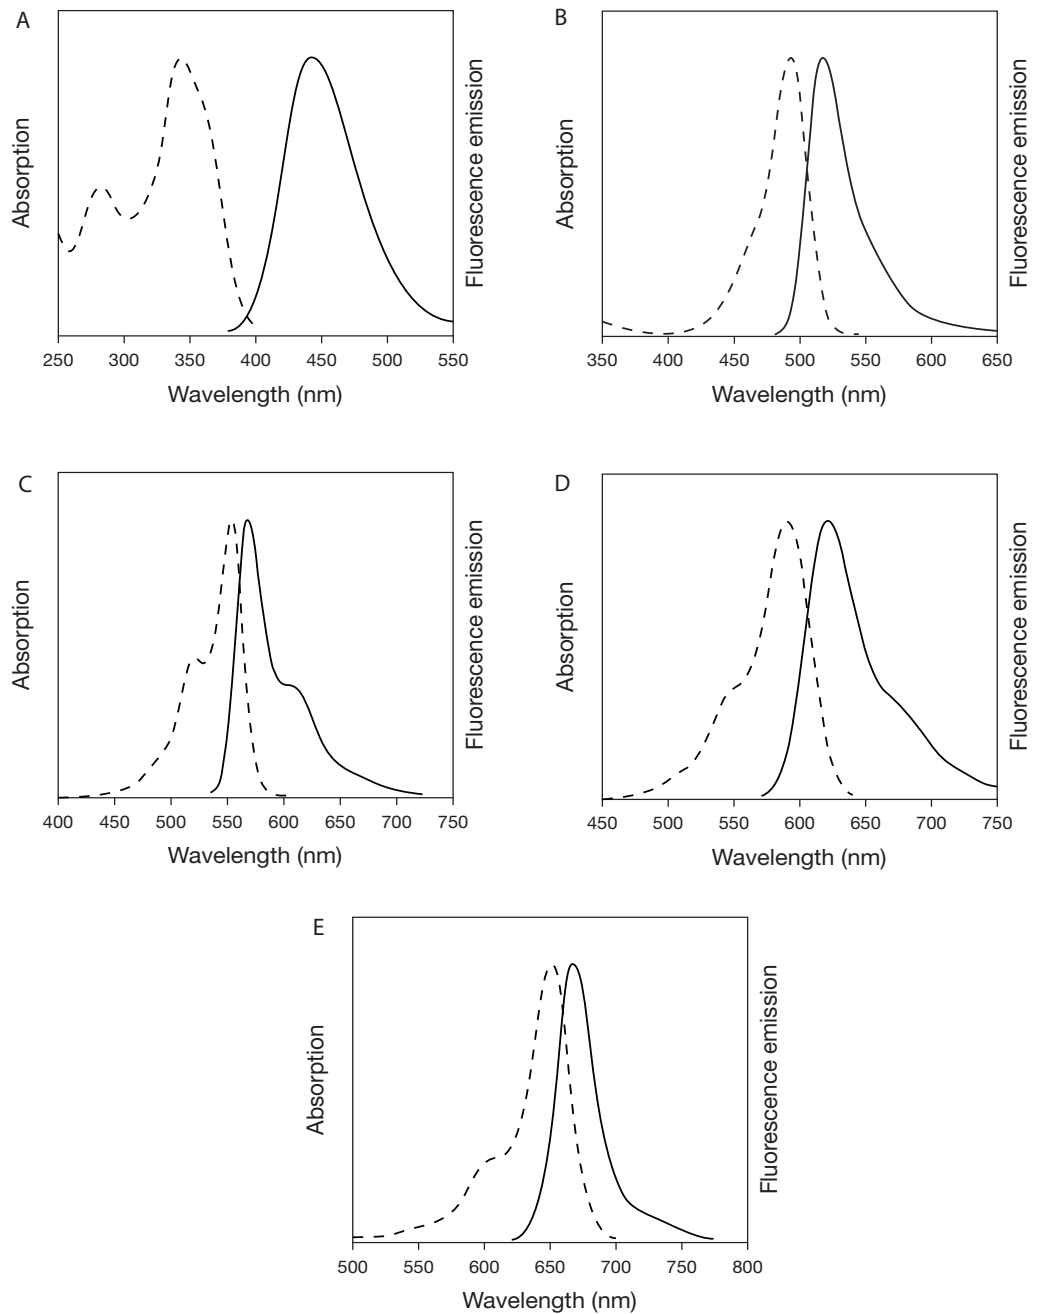 A
Absorption
Fluorescence emission
250 300 350 400 450 500 550
Wavelength (nm)
B
Absorption
Fluorescence emission
350 400 450 500 550 600 650
Wavelength (nm)
C
Absorption
Fluorescence emission
400 450 500 550 600 650 700 750
Wavelength (nm)
D
Absorption
Fluorescence emission
450 500 550 600 650 700 750
Wavelength (nm)
E
Absorption
Fluorescence emission
500 550 600 650 700 750 800
Wavelength (nm)